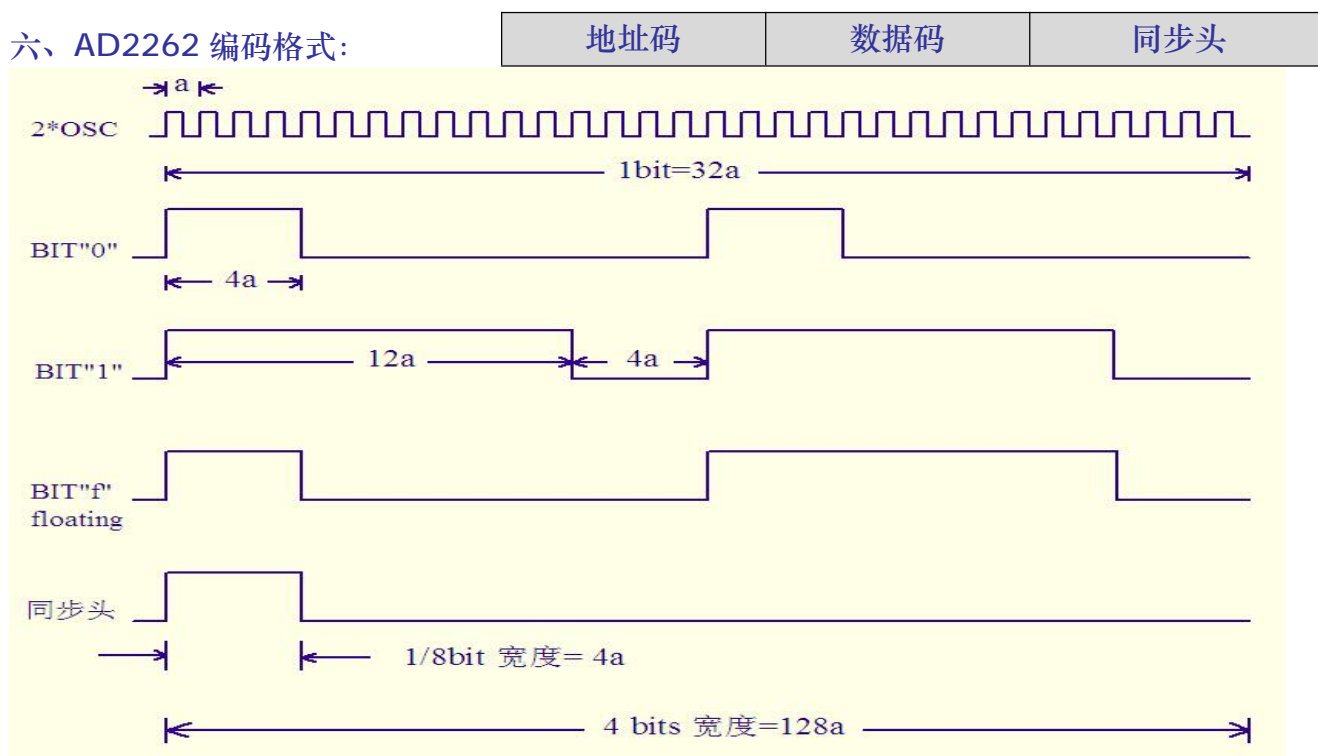 六、AD2262 编码格式：
地址码 数据码 同步头
a
2*OSC
1bit=32a
BIT"0"
4a
BIT"1"
12a
4a
BIT"f"
floating
同步头
1/8bit 宽度= 4a
4 bits 宽度=128a